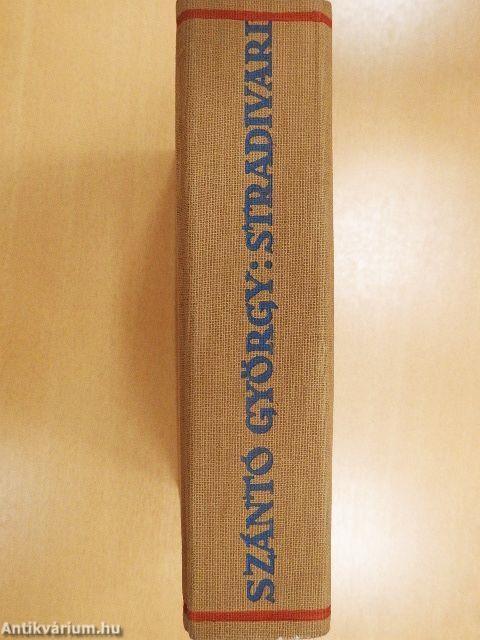 SZÁNTÓ GYÖRGY: STRADIVARI
Antikvárium.hu